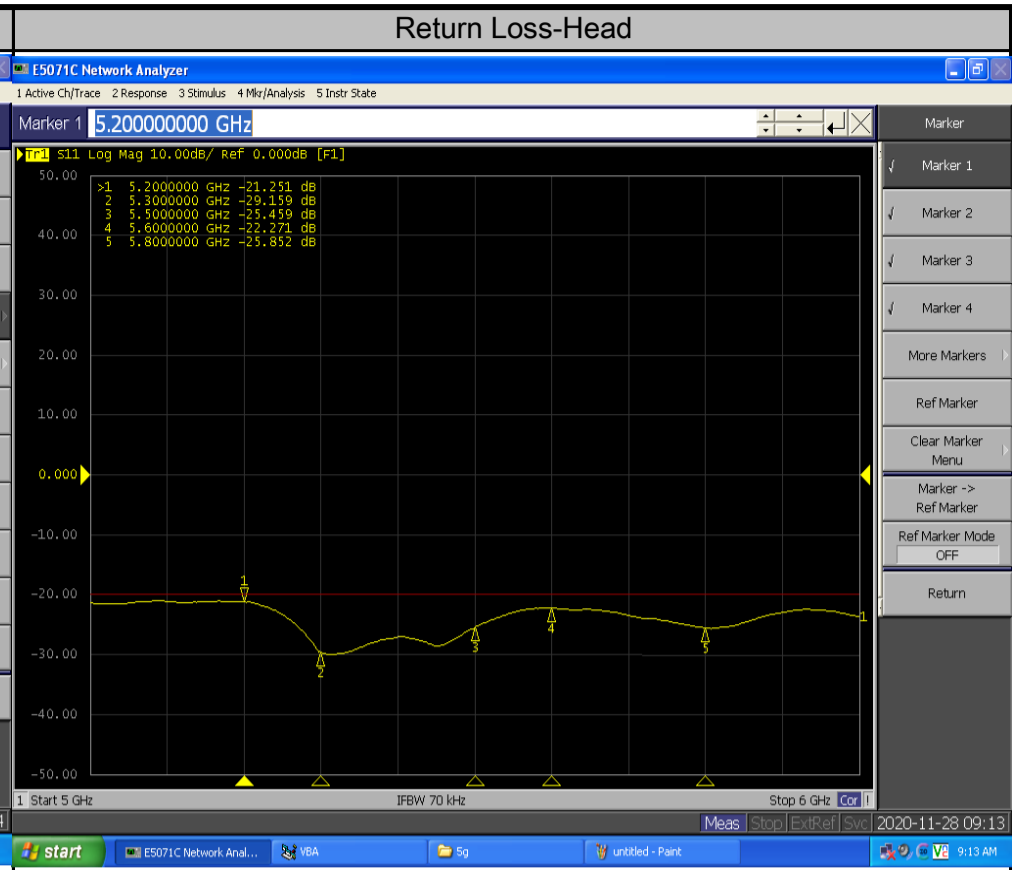 Return Loss-Head
E5071C Network Analyzer
1 Active Ch/Trace 2 Response 3 Stimulus 4 Mkr/Analysis 5 Instr State
Marker 1 5.200000000 GHz
Tr1 S11 Log Mag 10.00dB/ Ref 0.000dB [F1]
50.00
>1 5.2000000 GHz -21.251 dB
2 5.3000000 GHz -29.159 dB
3 5.5000000 GHz -25.459 dB
4 5.6000000 GHz -22.271 dB
5 5.8000000 GHz -25.852 dB
40.00
30.00
20.00
10.00
0.000
-10.00
-20.00
-30.00
-40.00
-50.00
1
2
3
4
5
1
1 Start 5 GHz IFBW 70 kHz Stop 6 GHz Cor !
Marker
Marker 1
Marker 2
Marker 3
Marker 4
More Markers
Ref Marker
Clear Marker
Menu
Marker ->
Ref Marker
Ref Marker Mode
OFF
Return
Meas Stop ExtRef Svc 2020-11-28 09:13
start E5071C Network Anal... VBA 5g untitled - Paint 9:13 AM